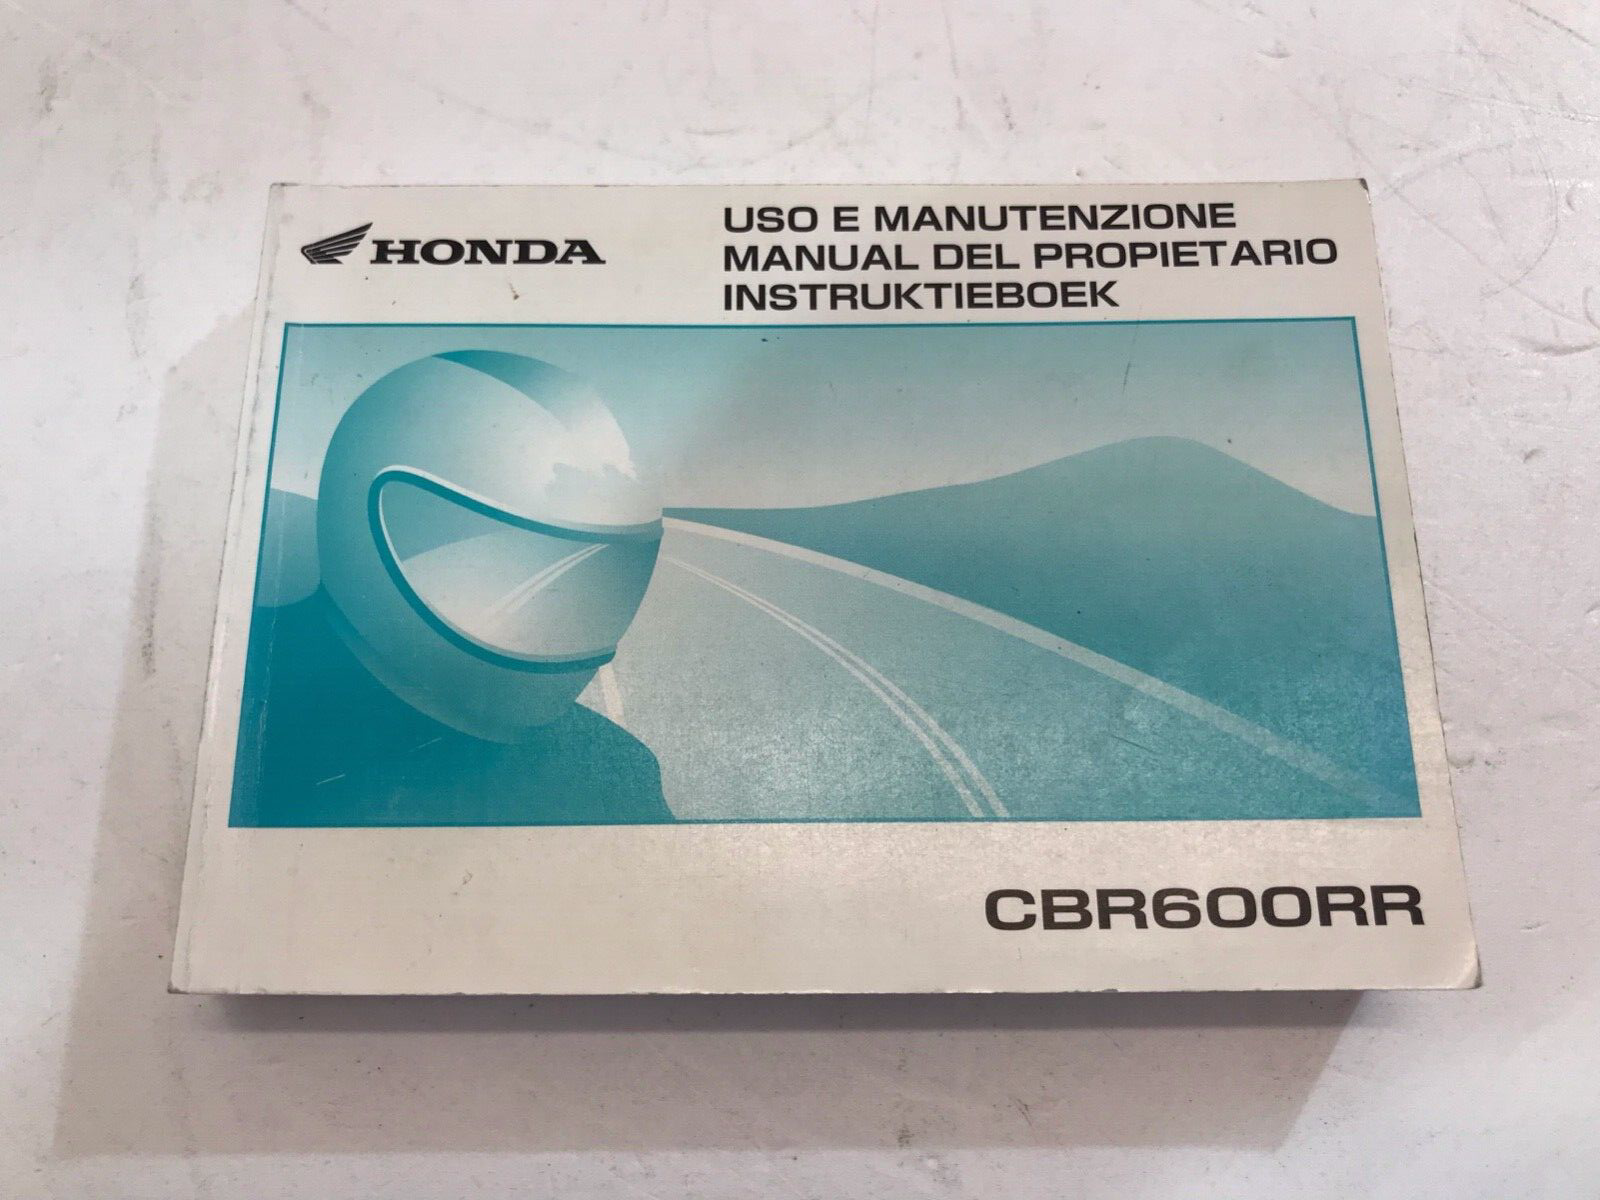 HONDA
USO E MANUTENZIONE
MANUAL DEL PROPIETARIO
INSTRUKTIEBOEK
CBR600RR